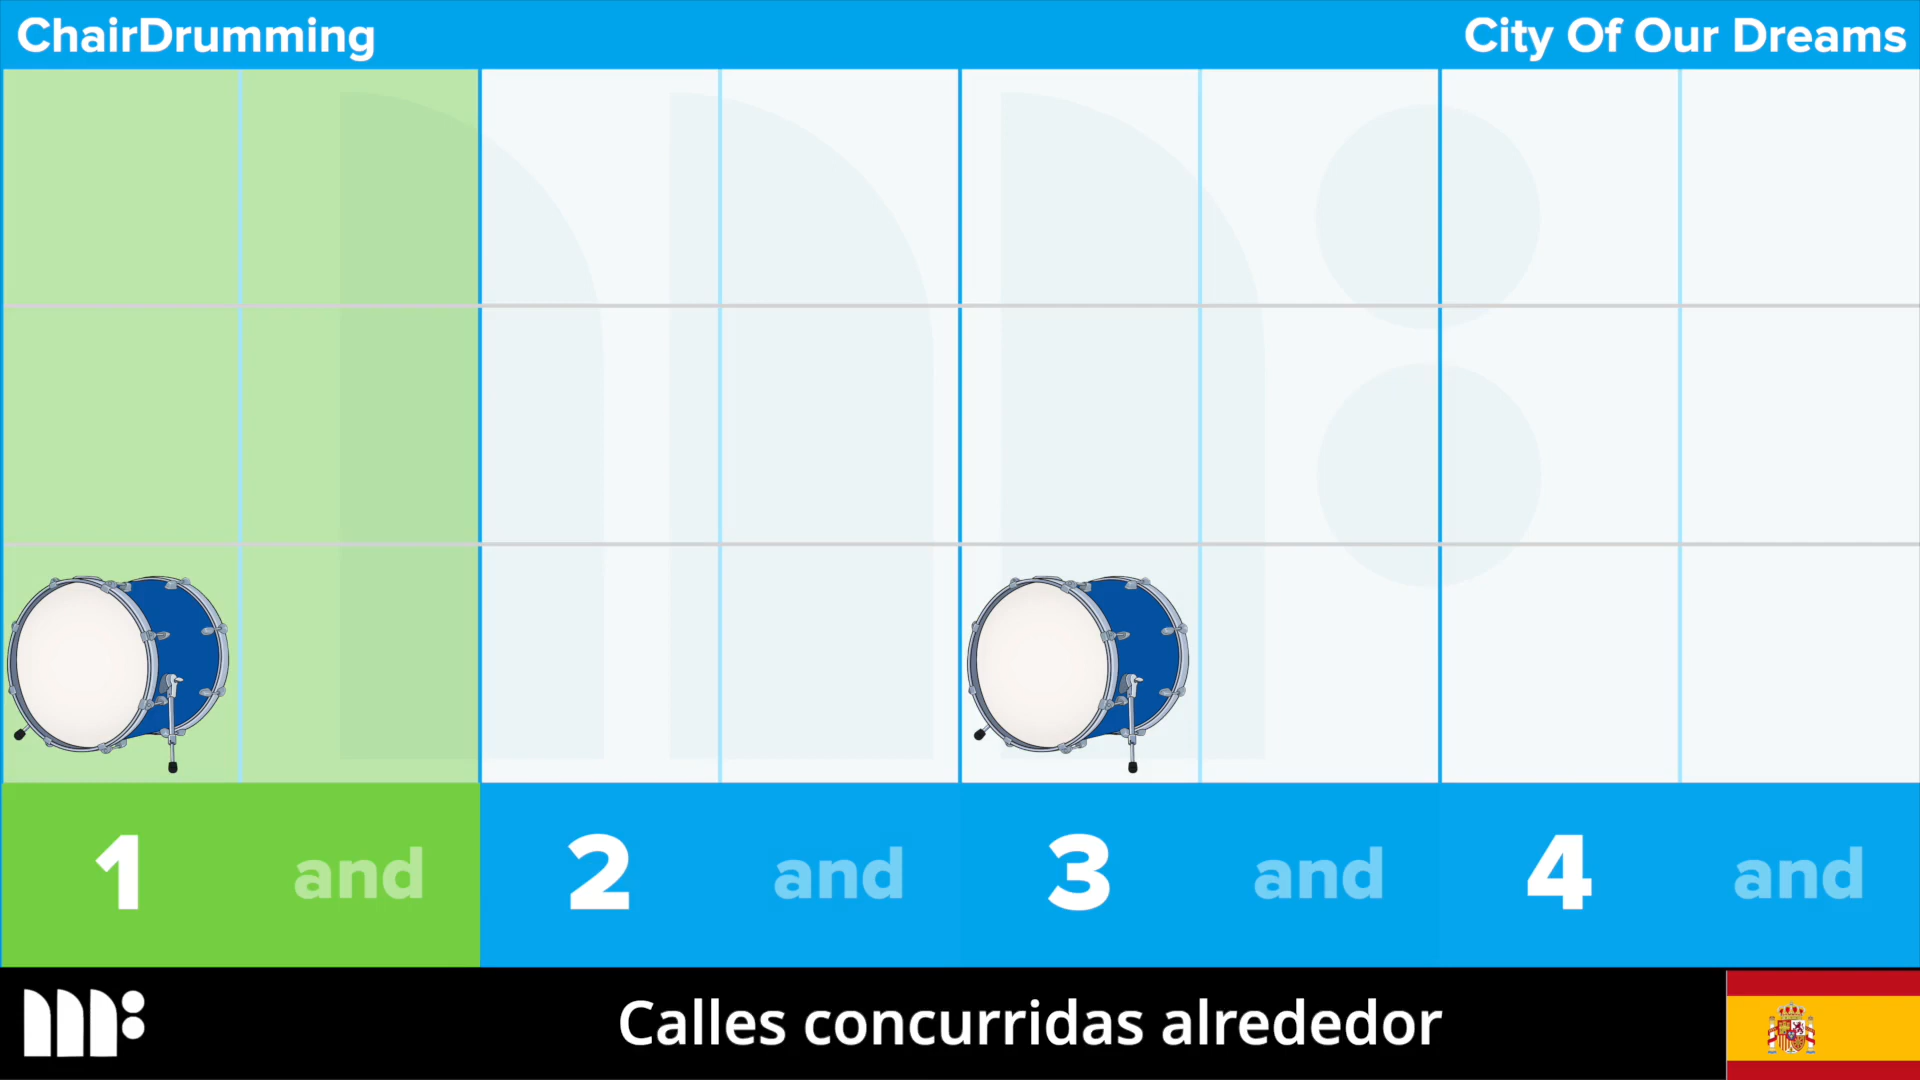 ChairDrumming
City Of Our Dreams
1 and 2 and 3 and 4 and
Calles concurridas alrededor